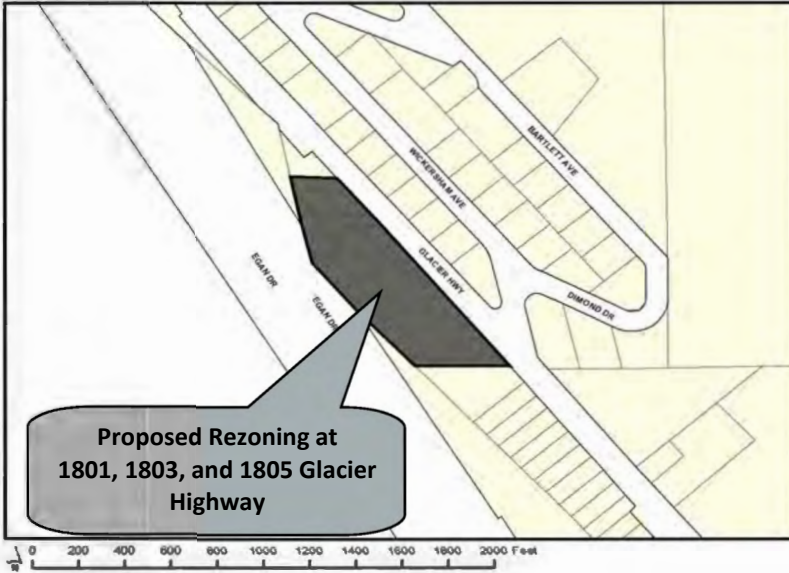 BARTLETT AVE
WICKERSHAM AVE
GLACIER HWY
EGAN DR
EGAN DR
DIMOND DR
Proposed Rezoning at
1801, 1803, and 1805 Glacier
Highway
0 200 400 600 800 1000 1200 1400 1600 1800 2000 Feet